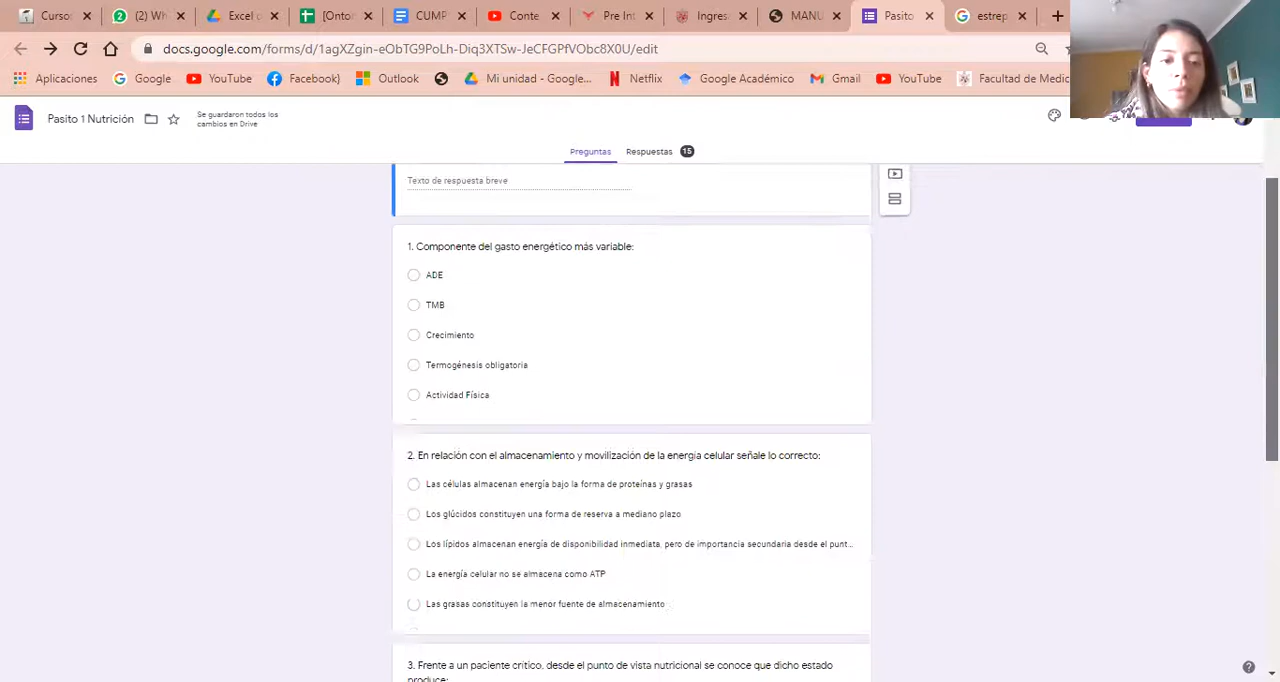 Curso
(2) W
Excel d
[Onto
CUMP
Conte
Pre Int
Ingres
MANU
Pasito
estrep
docs.google.com/forms/d/1agXZgin-eObTG9PoLh-Diq3XTSw-JeCFGPfVObc8X0U/edit
Aplicaciones
Google
YouTube
Facebook}
Outlook
Mi unidad - Google...
Netflix
Google Académico
Gmail
YouTube
Facultad de Medic
Pasito 1 Nutrición
Se guardaron todos los
cambios en Drive
Preguntas
Respuestas
15
Texto de respuesta breve
1. Componente del gasto energético más variable:
ADE
TMB
Crecimiento
Termogénesis obligatoria
Actividad Física
2. En relación con el almacenamiento y movilización de la energía celular señale lo correcto:
Las células almacenan energía bajo la forma de proteínas y grasas
Los glúcidos constituyen una forma de reserva a mediano plazo
Los lípidos almacenan energía de disponibilidad inmediata, pero de importancia secundaria desde el punt...
La energía celular no se almacena como ATP
Las grasas constituyen la menor fuente de almacenamiento
3. Frente a un paciente crítico, desde el punto de vista nutricional se conoce que dicho estado
produce: